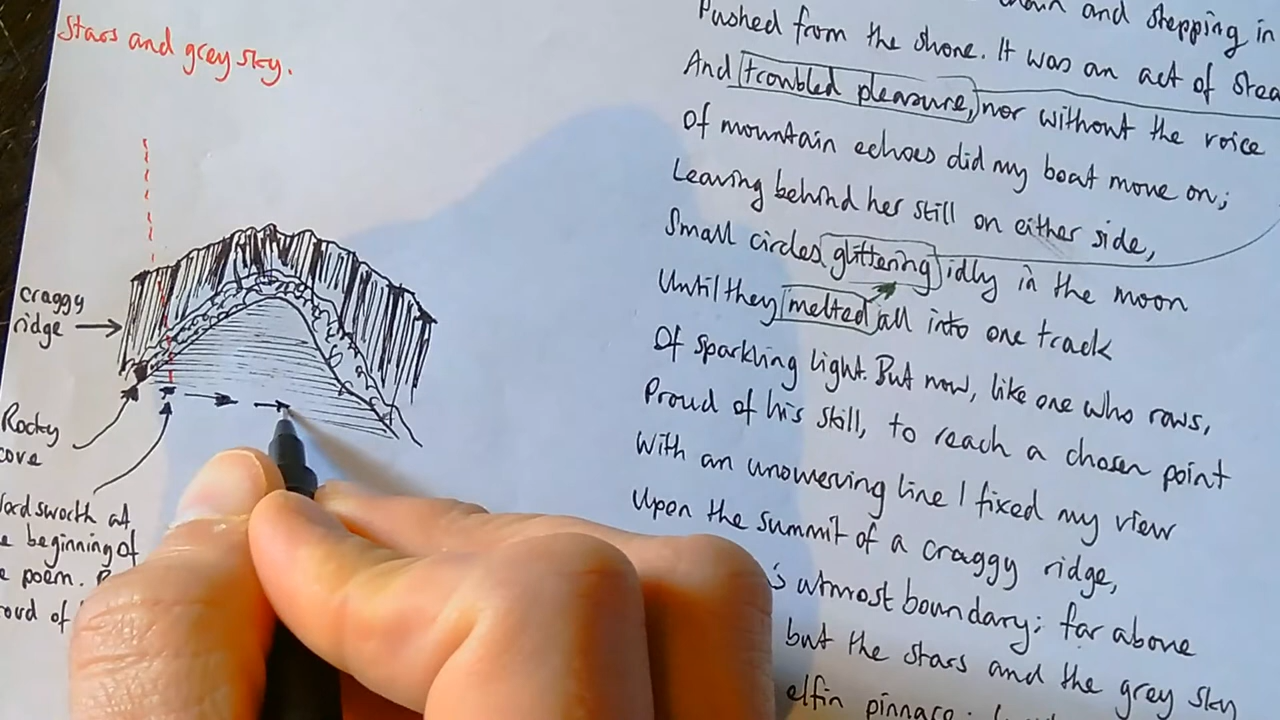 Stars and grey sky.
craggy
ridge
Rocky
cove
at
beginning of
poem.
of
and stepping in
Pushed from the shore. It was an act of
And troubled pleasure, nor without the voice
of mountain echoes did my boat move on;
Leaving behind her still on either side,
Small circles glittering idly in the moon
Until they melted all into one track
Of sparkling light. But now, like one who rows,
Proud of his skill, to reach a chosen point
With an unswerving line I fixed my view
Upon the summit of a craggy ridge,
utmost boundary; far above
but the stars and the grey sky
elfin pinnace;